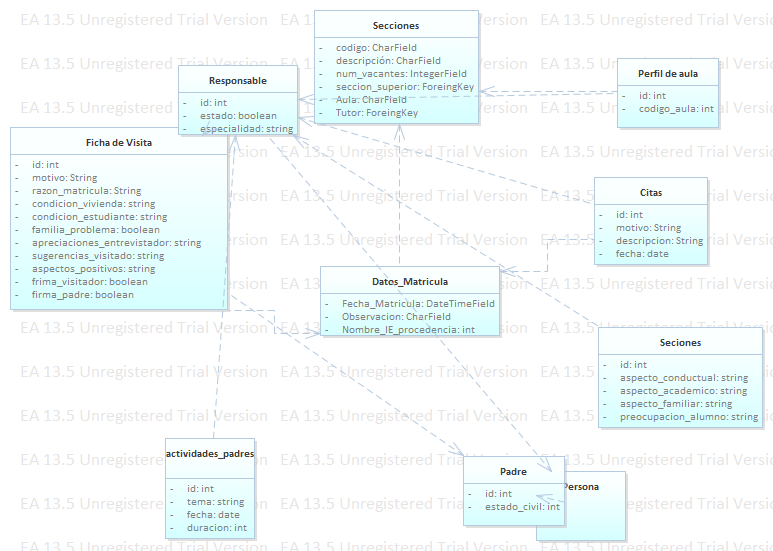 EA 13.5 Unregistered Trial Version
Secciones
- codigo: CharField
- descripción: CharField
- num_vacantes: IntegerField
- seccion_superior: ForeingKey
- Aula: CharField
- Tutor: ForeingKey
Responsable
- id: int
- estado: boolean
- especialidad: string
Perfil de aula
- id: int
- codigo_aula: int
Ficha de Visita
- id: int
- motivo: String
- razon_matricula: String
- condicion_vivienda: string
- condicion_estudiante: string
- familia_problema: boolean
- apreciaciones_entrevistador: string
- sugerencias_visitado: string
- aspectos_positivos: string
- frima_visitador: boolean
- firma_padre: boolean
Citas
- id: int
- motivo: String
- descripcion: String
- fecha: date
Datos_Matricula
- Fecha_Matricula: DateTimeField
- Observacion: CharField
- Nombre_IE_procedencia: int
Seciones
- id: int
- aspecto_conductual: string
- aspecto_academico: string
- aspecto_familiar: string
- preocupacion_alumno: string
actividades_padres
- id: int
- tema: string
- fecha: date
- duracion: int
Padre
- id: int
- estado_civil: int
Persona